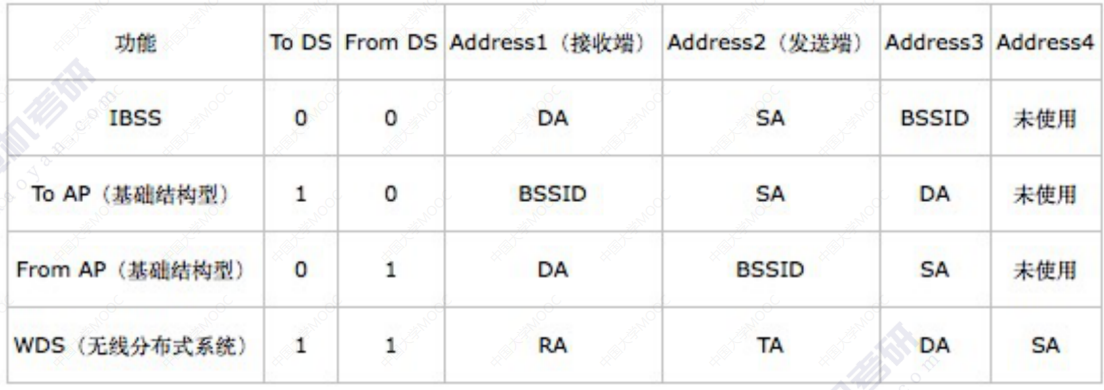 功能 To DS From DS Address1（接收端） Address2（发送端） Address3 Address4
IBSS 0 0 DA SA BSSID 未使用
To AP（基础结构型） 1 0 BSSID SA DA 未使用
From AP（基础结构型） 0 1 DA BSSID SA 未使用
WDS（无线分布式系统） 1 1 RA TA DA SA